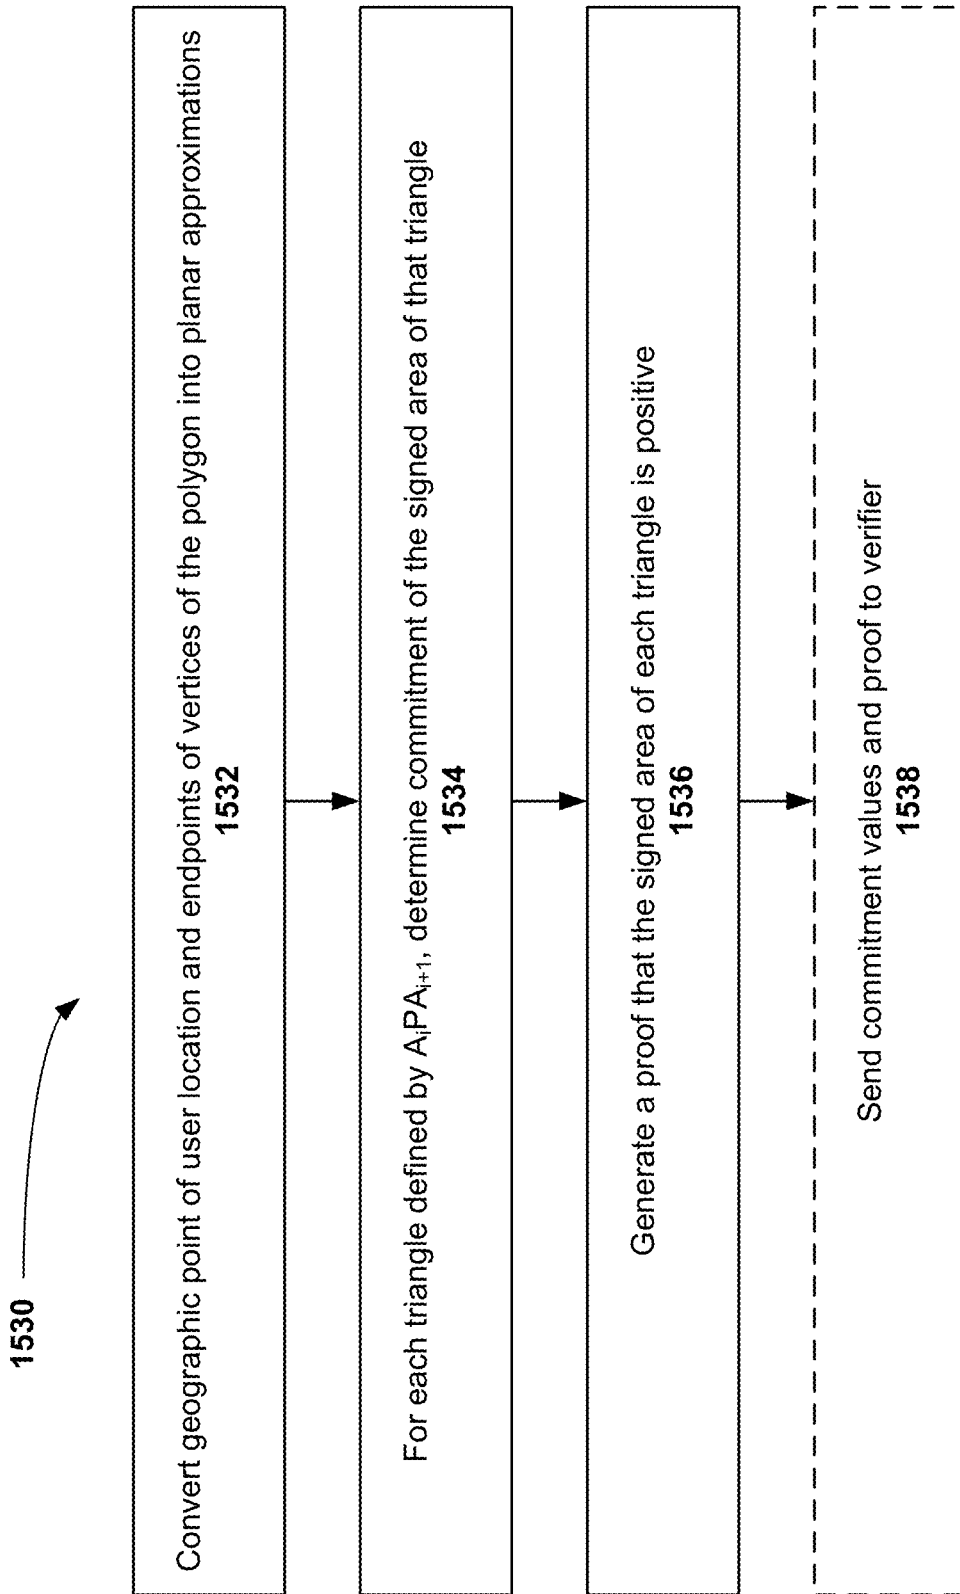 1530
Convert geographic point of user location and endpoints of vertices of the polygon into planar approximations
1532
For each triangle defined by AᵢPAᵢ₊₁, determine commitment of the signed area of that triangle
1534
Generate a proof that the signed area of each triangle is positive
1536
Send commitment values and proof to verifier
1538